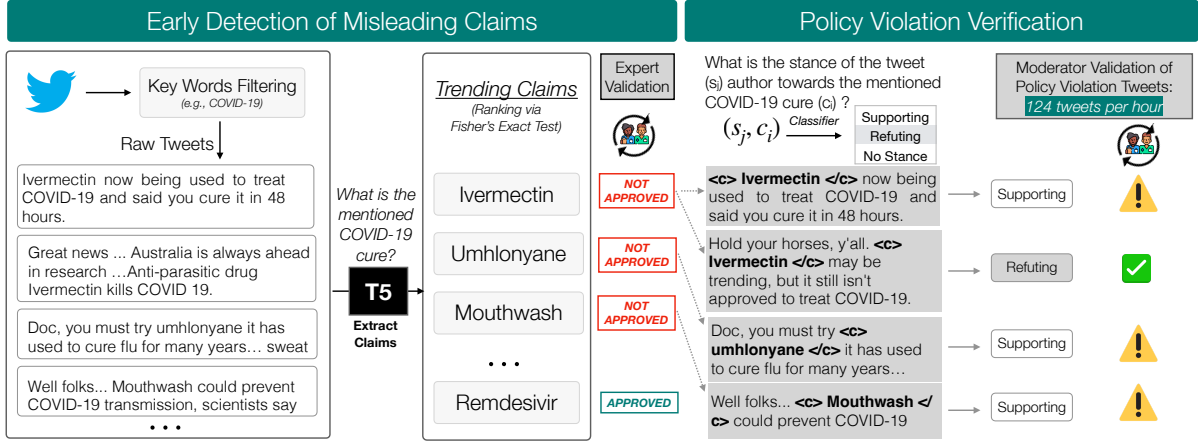 Early Detection of Misleading Claims
Policy Violation Verification
Key Words Filtering
(e.g., COVID-19)
Raw Tweets
Ivermectin now being used to treat
COVID-19 and said you cure it in 48
hours.
Great news ... Australia is always ahead
in research …Anti-parasitic drug
Ivermectin kills COVID 19.
Doc, you must try umhlonyane it has
used to cure flu for many years… sweat
Well folks... Mouthwash could prevent
COVID-19 transmission, scientists say
• • •
What is the
mentioned
COVID-19
cure?
T5
Extract
Claims
Trending Claims
(Ranking via
Fisher's Exact Test)
Ivermectin
Umhlonyane
Mouthwash
• • •
Remdesivir
Expert
Validation
NOT
APPROVED
NOT
APPROVED
NOT
APPROVED
APPROVED
What is the stance of the tweet
(sj) author towards the mentioned
COVID-19 cure (ci) ?
(sj, ci)
Classifier
Supporting
Refuting
No Stance
<c> Ivermectin </c> now being
used to treat COVID-19 and
said you cure it in 48 hours.
Hold your horses, y'all. <c>
Ivermectin </c> may be
trending, but it still isn't
approved to treat COVID-19.
Doc, you must try <c>
umhlonyane </c> it has used
to cure flu for many years…
Well folks... <c> Mouthwash </
c> could prevent COVID-19
Moderator Validation of
Policy Violation Tweets:
124 tweets per hour
Supporting
Refuting
Supporting
Supporting